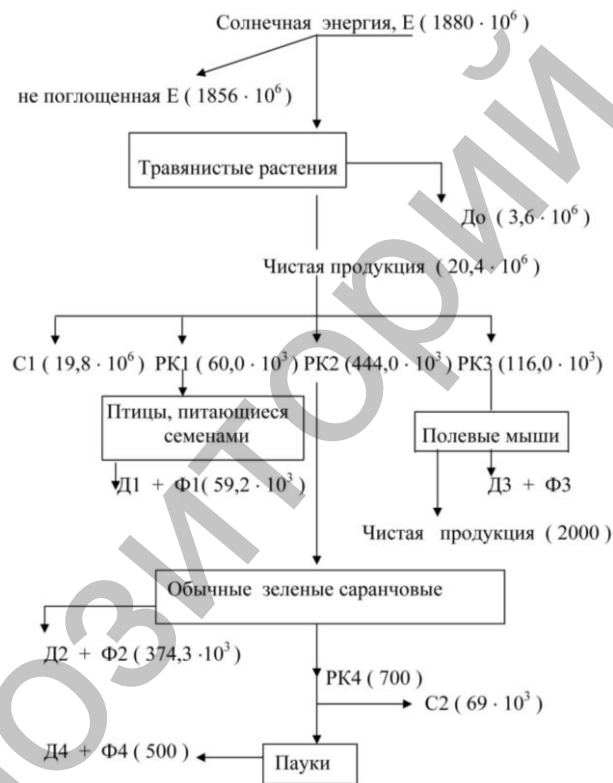 Солнечная энергия, Е ( 1880 · 10⁶ )
не поглощенная Е ( 1856 · 10⁶ )
Травянистые растения
До ( 3,6 · 10⁶ )
Чистая продукция ( 20,4 · 10⁶ )
С1 ( 19,8 · 10⁶ ) РК1 ( 60,0 · 10³ ) РК2 (444,0 · 10³ ) РК3 (116,0 · 10³ )
Птицы, питающиеся
семенами
Полевые мыши
Д1 + Ф1( 59,2 · 10³ )
Д3 + Ф3
Чистая продукция ( 2000 )
Обычные зеленые саранчовые
Д2 + Ф2 ( 374,3 ·10³ )
РК4 ( 700 )
С2 ( 69 · 10³ )
Д4 + Ф4 ( 500 )
Пауки
позиторий